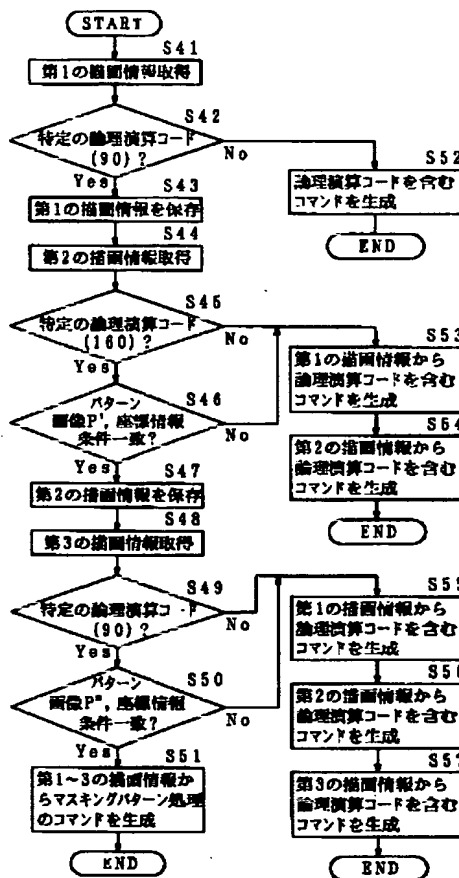 START
S41
第1の描画情報取得
S42
特定の論理演算コード
(90)?
Yes
No
S43
第1の描画情報を保存
S44
第2の描画情報取得
S45
特定の論理演算コード
(160)?
Yes
No
S46
パターン
画像P', 座標情報
条件一致?
Yes
No
S47
第2の描画情報を保存
S48
第3の描画情報取得
S49
特定の論理演算コード
(90)?
Yes
No
S50
パターン
画像P", 座標情報
条件一致?
Yes
No
S51
第1~3の描画情報か
らマスキングパターン処理
のコマンドを生成
END
S52
論理演算コードを含む
コマンドを生成
END
S53
第1の描画情報から
論理演算コードを含む
コマンドを生成
S54
第2の描画情報から
論理演算コードを含む
コマンドを生成
END
S55
第1の描画情報から
論理演算コードを含む
コマンドを生成
S56
第2の描画情報から
論理演算コードを含む
コマンドを生成
S57
第3の描画情報から
論理演算コードを含む
コマンドを生成
END